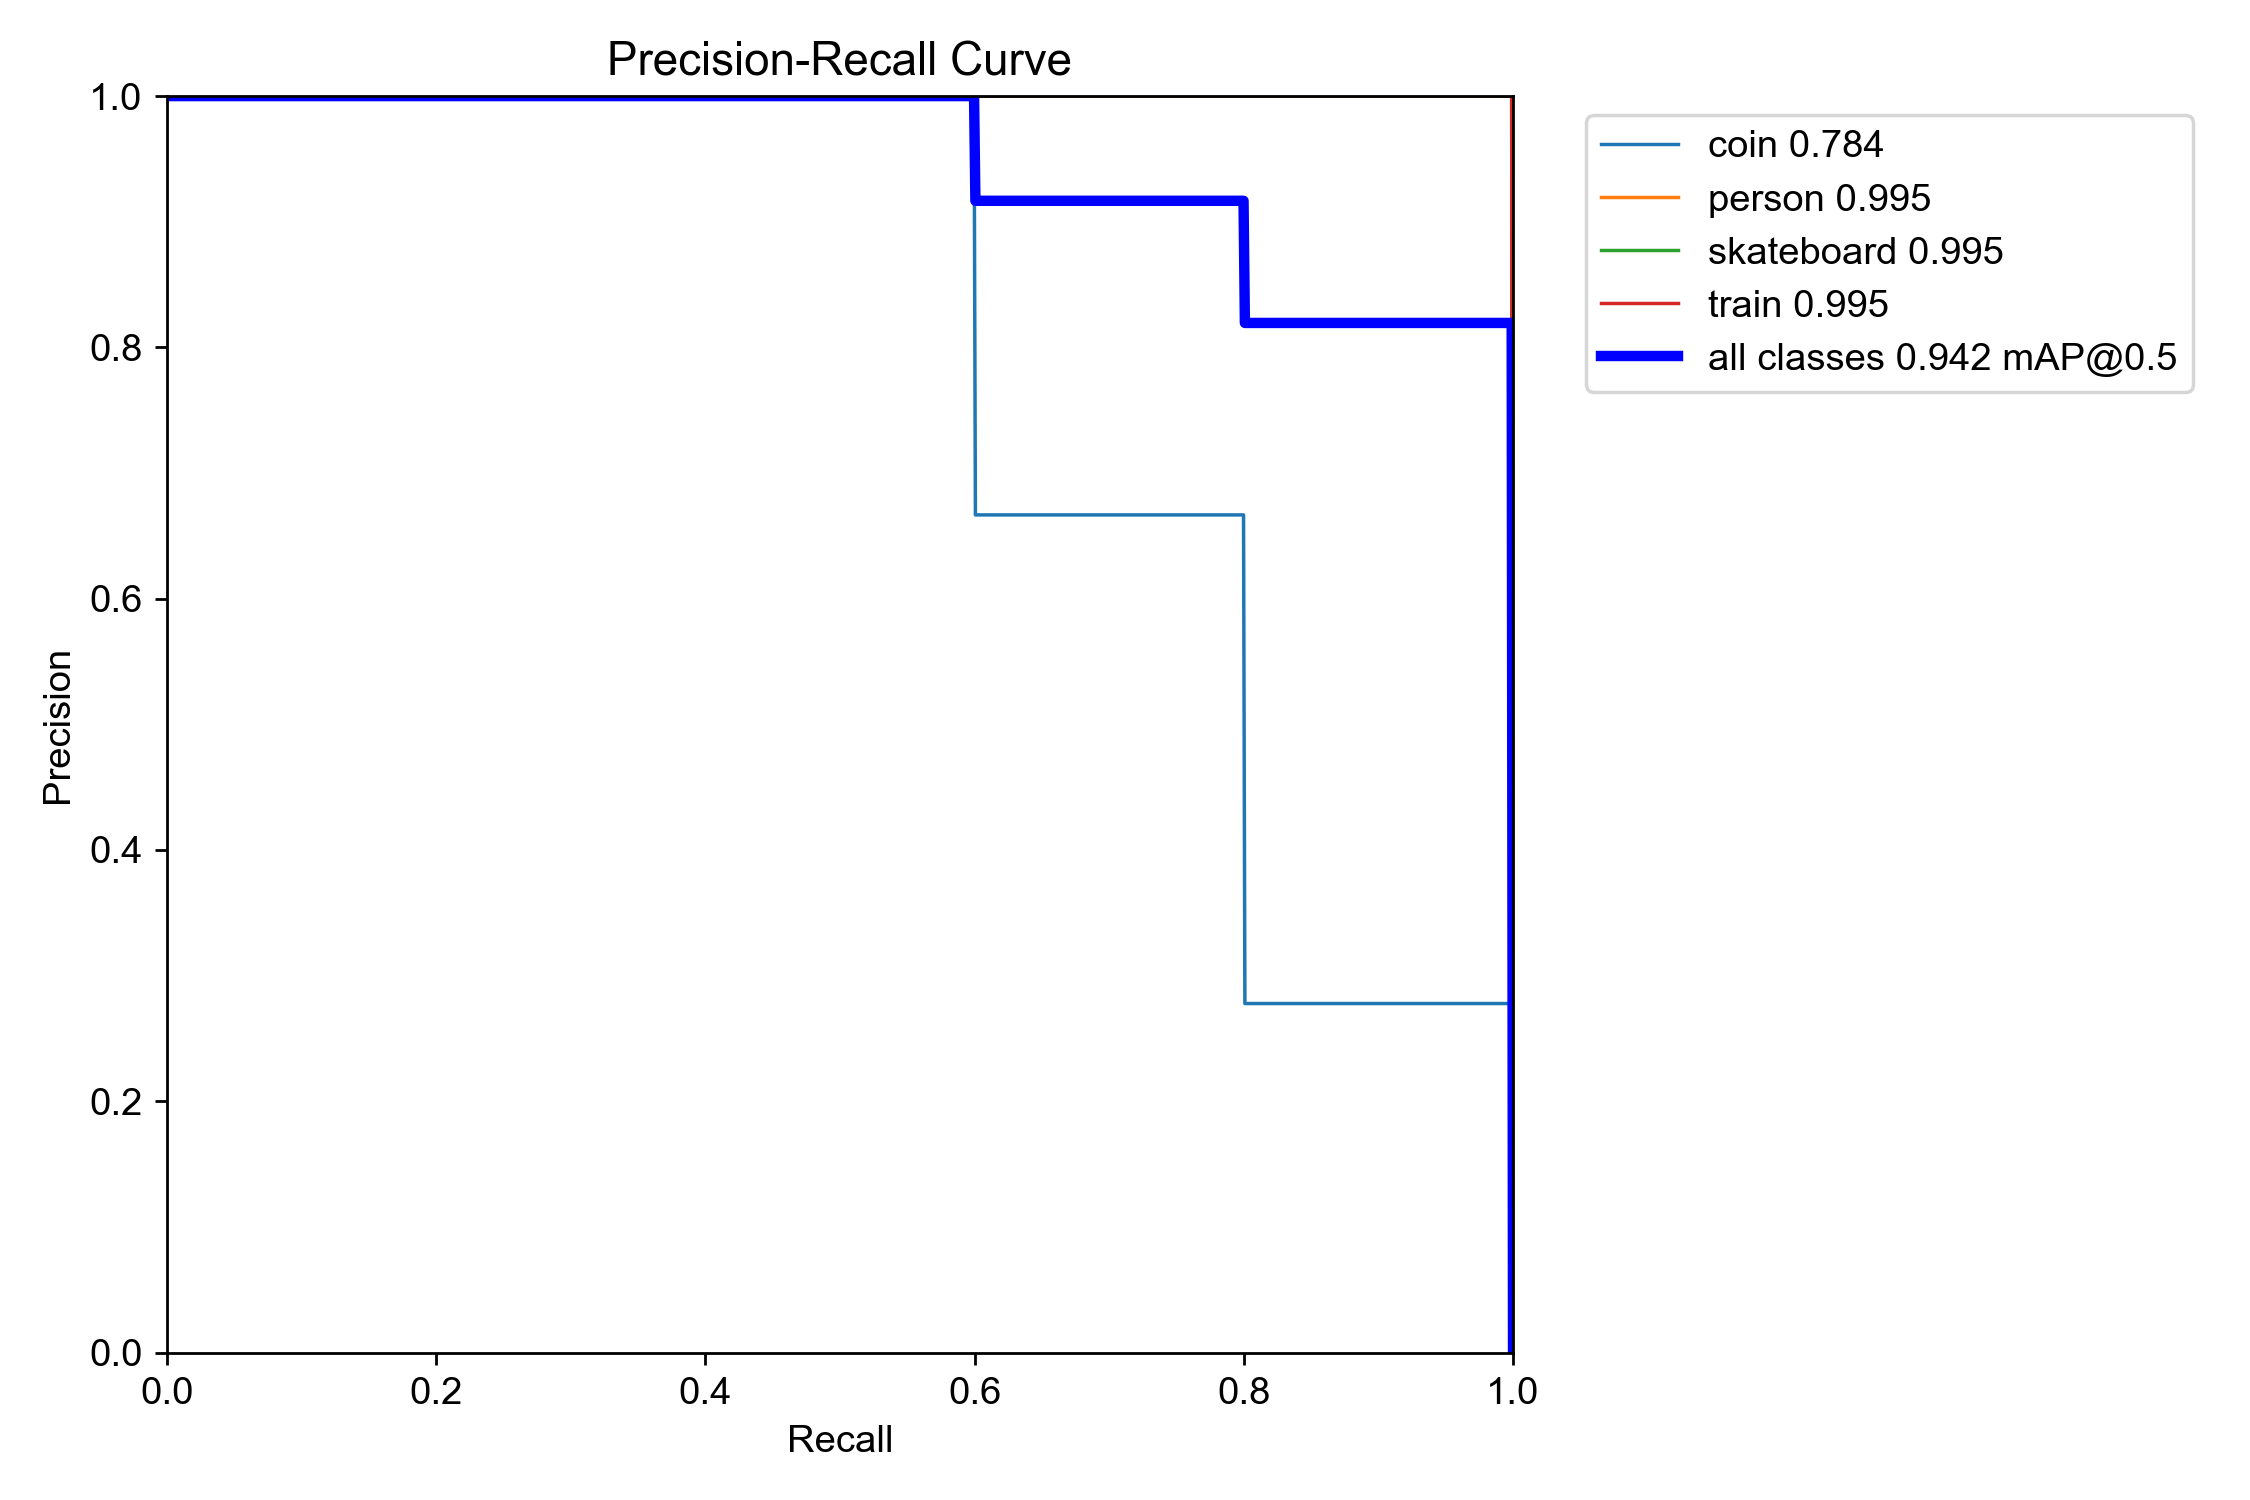 Precision-Recall Curve
1.0
0.8
0.6
0.4
0.2
0.0
Precision
0.0 0.2 0.4 0.6 0.8 1.0
Recall
coin 0.784
person 0.995
skateboard 0.995
train 0.995
all classes 0.942 mAP@0.5